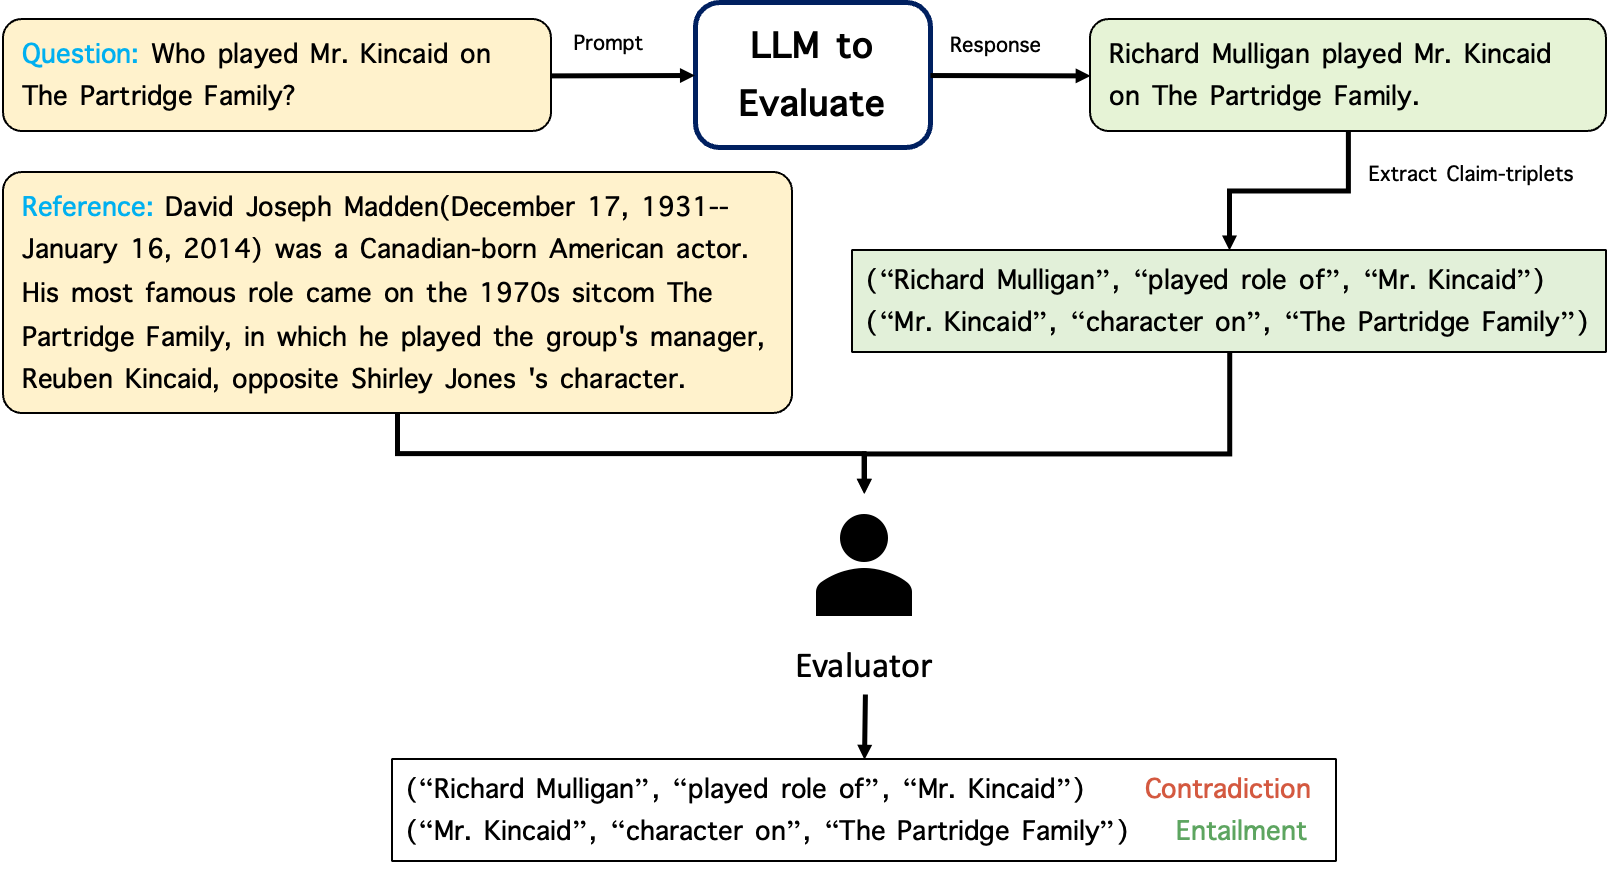 Question: Who played Mr. Kincaid on
The Partridge Family?
Prompt
LLM to
Evaluate
Response
Richard Mulligan played Mr. Kincaid
on The Partridge Family.
Extract Claim-triplets
Reference: David Joseph Madden(December 17, 1931--
January 16, 2014) was a Canadian-born American actor.
His most famous role came on the 1970s sitcom The
Partridge Family, in which he played the group's manager,
Reuben Kincaid, opposite Shirley Jones 's character.
(“Richard Mulligan”, “played role of”, “Mr. Kincaid”)
(“Mr. Kincaid”, “character on”, “The Partridge Family”)
Evaluator
(“Richard Mulligan”, “played role of”, “Mr. Kincaid”) Contradiction
(“Mr. Kincaid”, “character on”, “The Partridge Family”) Entailment